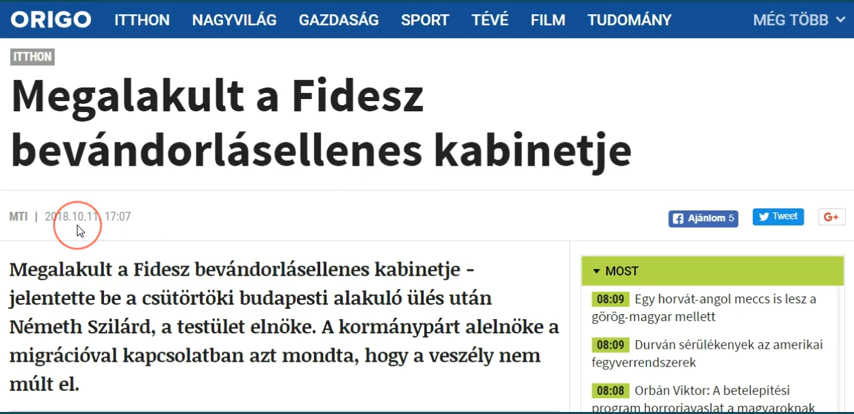 ORIGO ITTHON NAGYVILÁG GAZDASÁG SPORT TÉVÉ FILM TUDOMÁNY MÉG TÖBB
ITTHON
Megalakult a Fidesz
bevándorlásellenes kabinetje
MTI | 2018.10.11. 17:07
Ajánlom 5 Tweet G+
Megalakult a Fidesz bevándorlásellenes kabinetje -
jelentette be a csütörtöki budapesti alakuló ülés után
Németh Szilárd, a testület elnöke. A kormánypárt alelnöke a
migrációval kapcsolatban azt mondta, hogy a veszély nem
múlt el.
MOST
08:09 Egy horvát-angol meccs is lesz a
görög-magyar mellett
08:09 Durván sérülékenyek az amerikai
fegyverrendszerek
08:08 Orbán Viktor: A betelepítési
program horrorjavaslat a magyaroknak